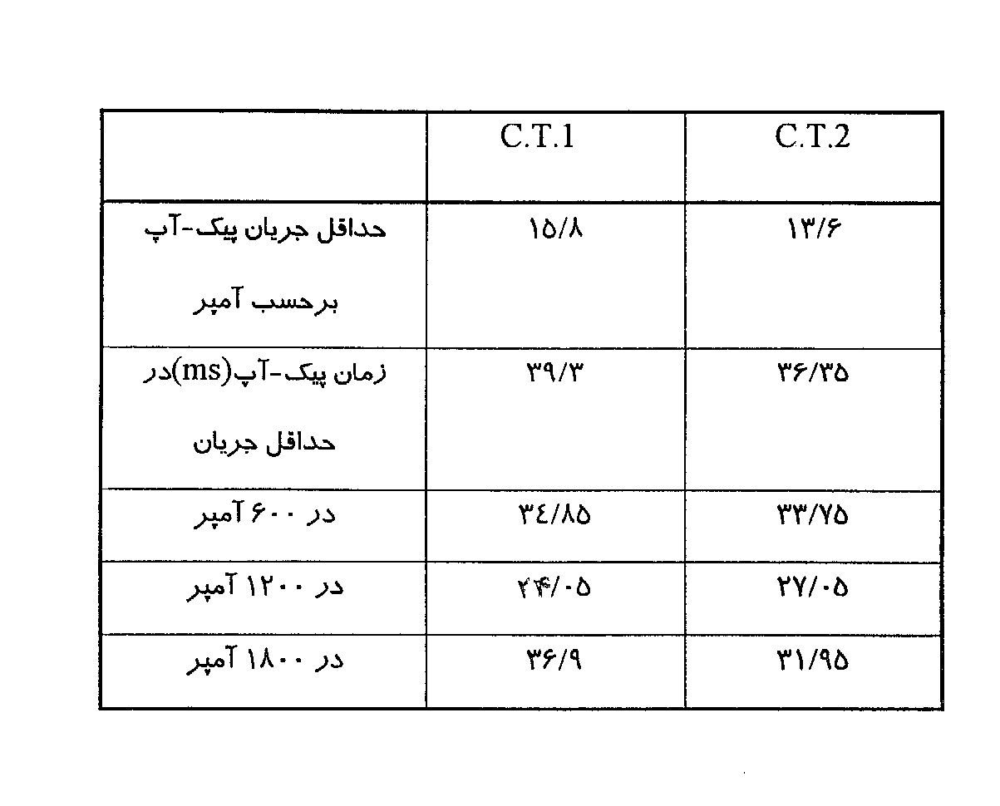 C.T.1 C.T.2
حداقل جریان پیک-آپ ۱۵/۸ ۱۳/۶
برحسب آمپر
زمان پیک-آپ(ms)در ۳۹/۳ ۳۶/۳۵
حداقل جریان
در ۶۰۰ آمپر ۳٤/۸۵ ۳۳/۷۵
در ۱۲۰۰ آمپر ۲۷/۰۵
در ۱۸۰۰ آمپر ۳۶/۹ ۳۱/۹۵